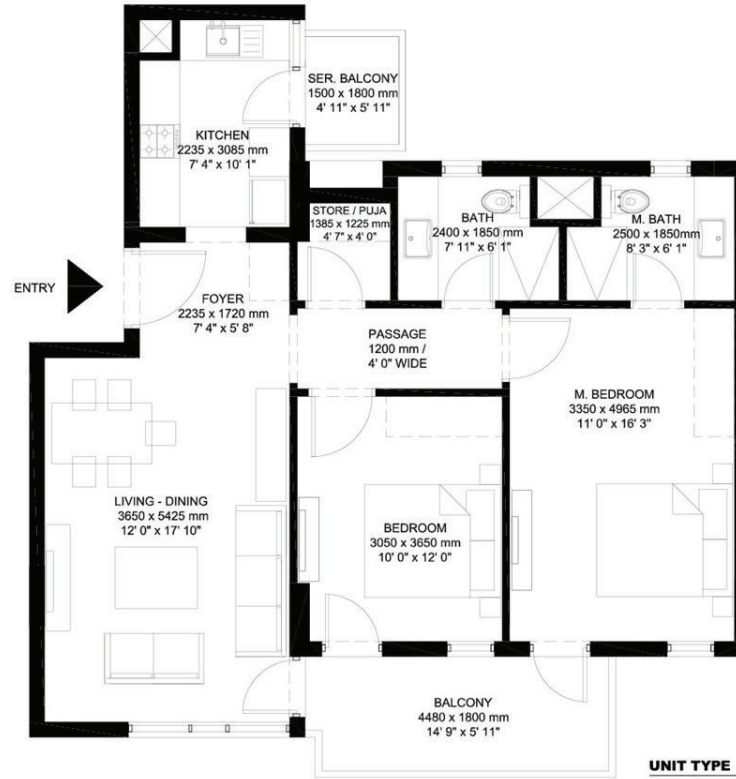 SER. BALCONY
1500 x 1800 mm
4' 11" x 5' 11"
KITCHEN
2235 x 3085 mm
7' 4" x 10' 1"
STORE / PUJA
1385 x 1225 mm
4' 7" x 4' 0"
BATH
2400 x 1850 mm
7' 11" x 6' 1"
M. BATH
2500 x 1850mm
8' 3" x 6' 1"
ENTRY
FOYER
2235 x 1720 mm
7' 4" x 5' 8"
PASSAGE
1200 mm /
4' 0" WIDE
M. BEDROOM
3350 x 4965 mm
11' 0" x 16' 3"
LIVING - DINING
3650 x 5425 mm
12' 0" x 17' 10"
BEDROOM
3050 x 3650 mm
10' 0" x 12' 0"
BALCONY
4480 x 1800 mm
14' 9" x 5' 11"
UNIT TYPE